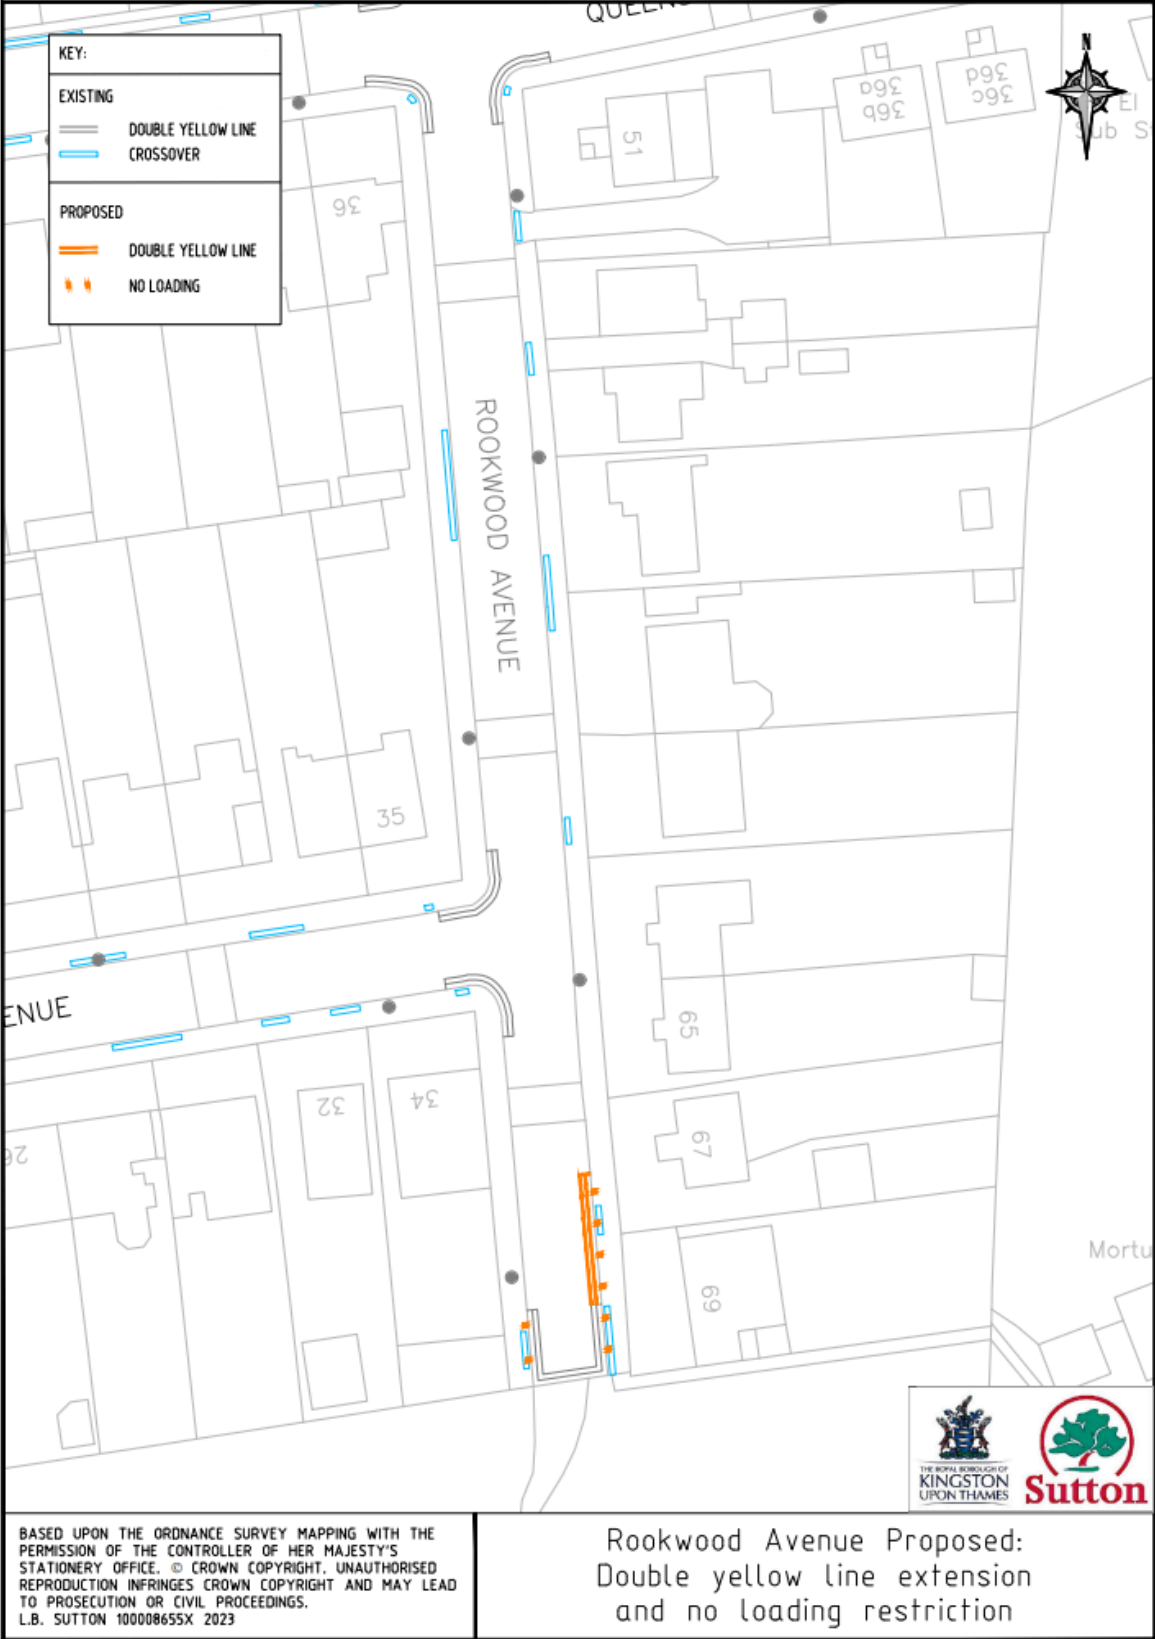 QUEEN
KEY:
EXISTING
DOUBLE YELLOW LINE
CROSSOVER
PROPOSED
DOUBLE YELLOW LINE
NO LOADING
N
El
Sub S
36a
36b
36d
36c
51
36
ROOKWOOD AVENUE
35
ENUE
65
32
34
67
26
69
Mortu
THE ROYAL BOROUGH OF
KINGSTON
UPON THAMES
Sutton
BASED UPON THE ORDNANCE SURVEY MAPPING WITH THE
PERMISSION OF THE CONTROLLER OF HER MAJESTY'S
STATIONERY OFFICE. © CROWN COPYRIGHT. UNAUTHORISED
REPRODUCTION INFRINGES CROWN COPYRIGHT AND MAY LEAD
TO PROSECUTION OR CIVIL PROCEEDINGS.
L.B. SUTTON 100008655X 2023
Rookwood Avenue Proposed:
Double yellow line extension
and no loading restriction